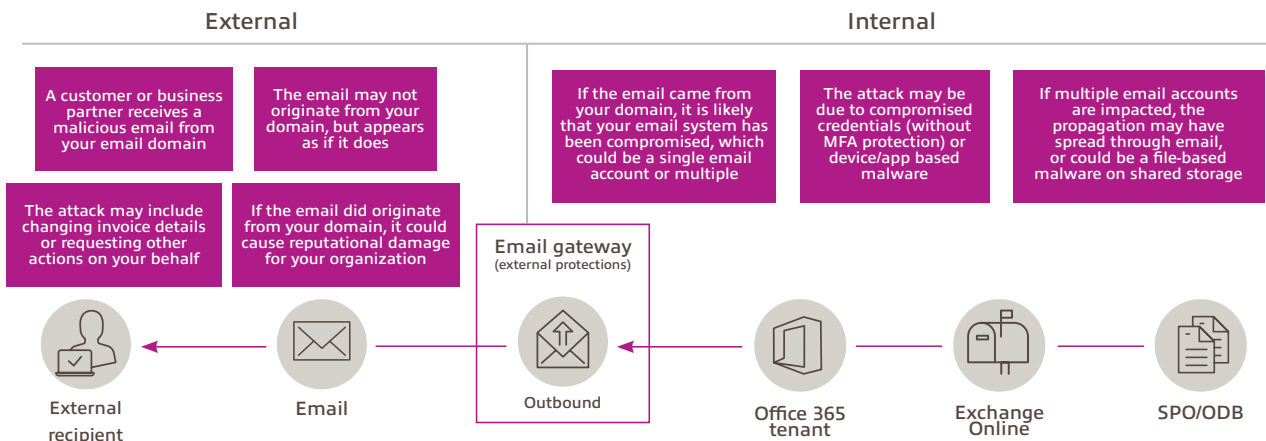 External
Internal
A customer or business
partner receives a
malicious email from
your email domain
The email may not
originate from your
domain, but appears
as if it does
If the email came from
your domain, it is likely
that your email system has
been compromised, which
could be a single email
account or multiple
The attack may be
due to compromised
credentials (without
MFA protection) or
device/app based
malware
If multiple email accounts
are impacted, the
propagation may have
spread through email,
or could be a file-based
malware on shared storage
The attack may include
changing invoice details
or requesting other
actions on your behalf
If the email did originate
from your domain, it could
cause reputational damage
for your organization
Email gateway
(external protections)
External
recipient
Email
Outbound
Office 365
tenant
Exchange
Online
SPO/ODB